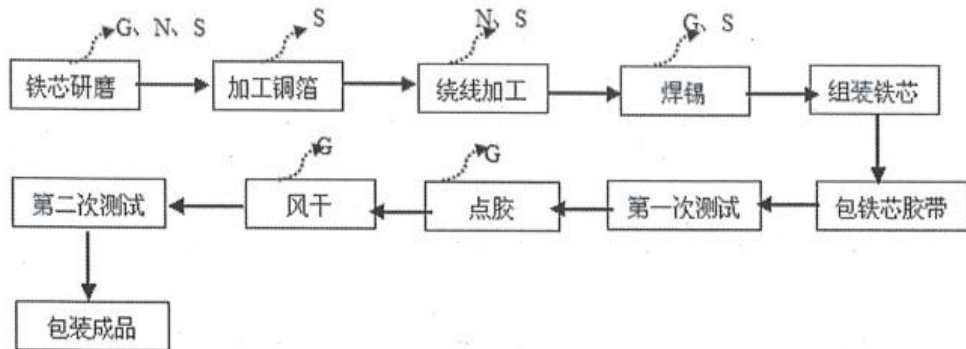 G、N、S
S
N、S
G、S
铁芯研磨
加工铜箔
绕线加工
焊锡
组装铁芯
G
G
第二次测试
风干
点胶
第一次测试
包铁芯胶带
包装成品